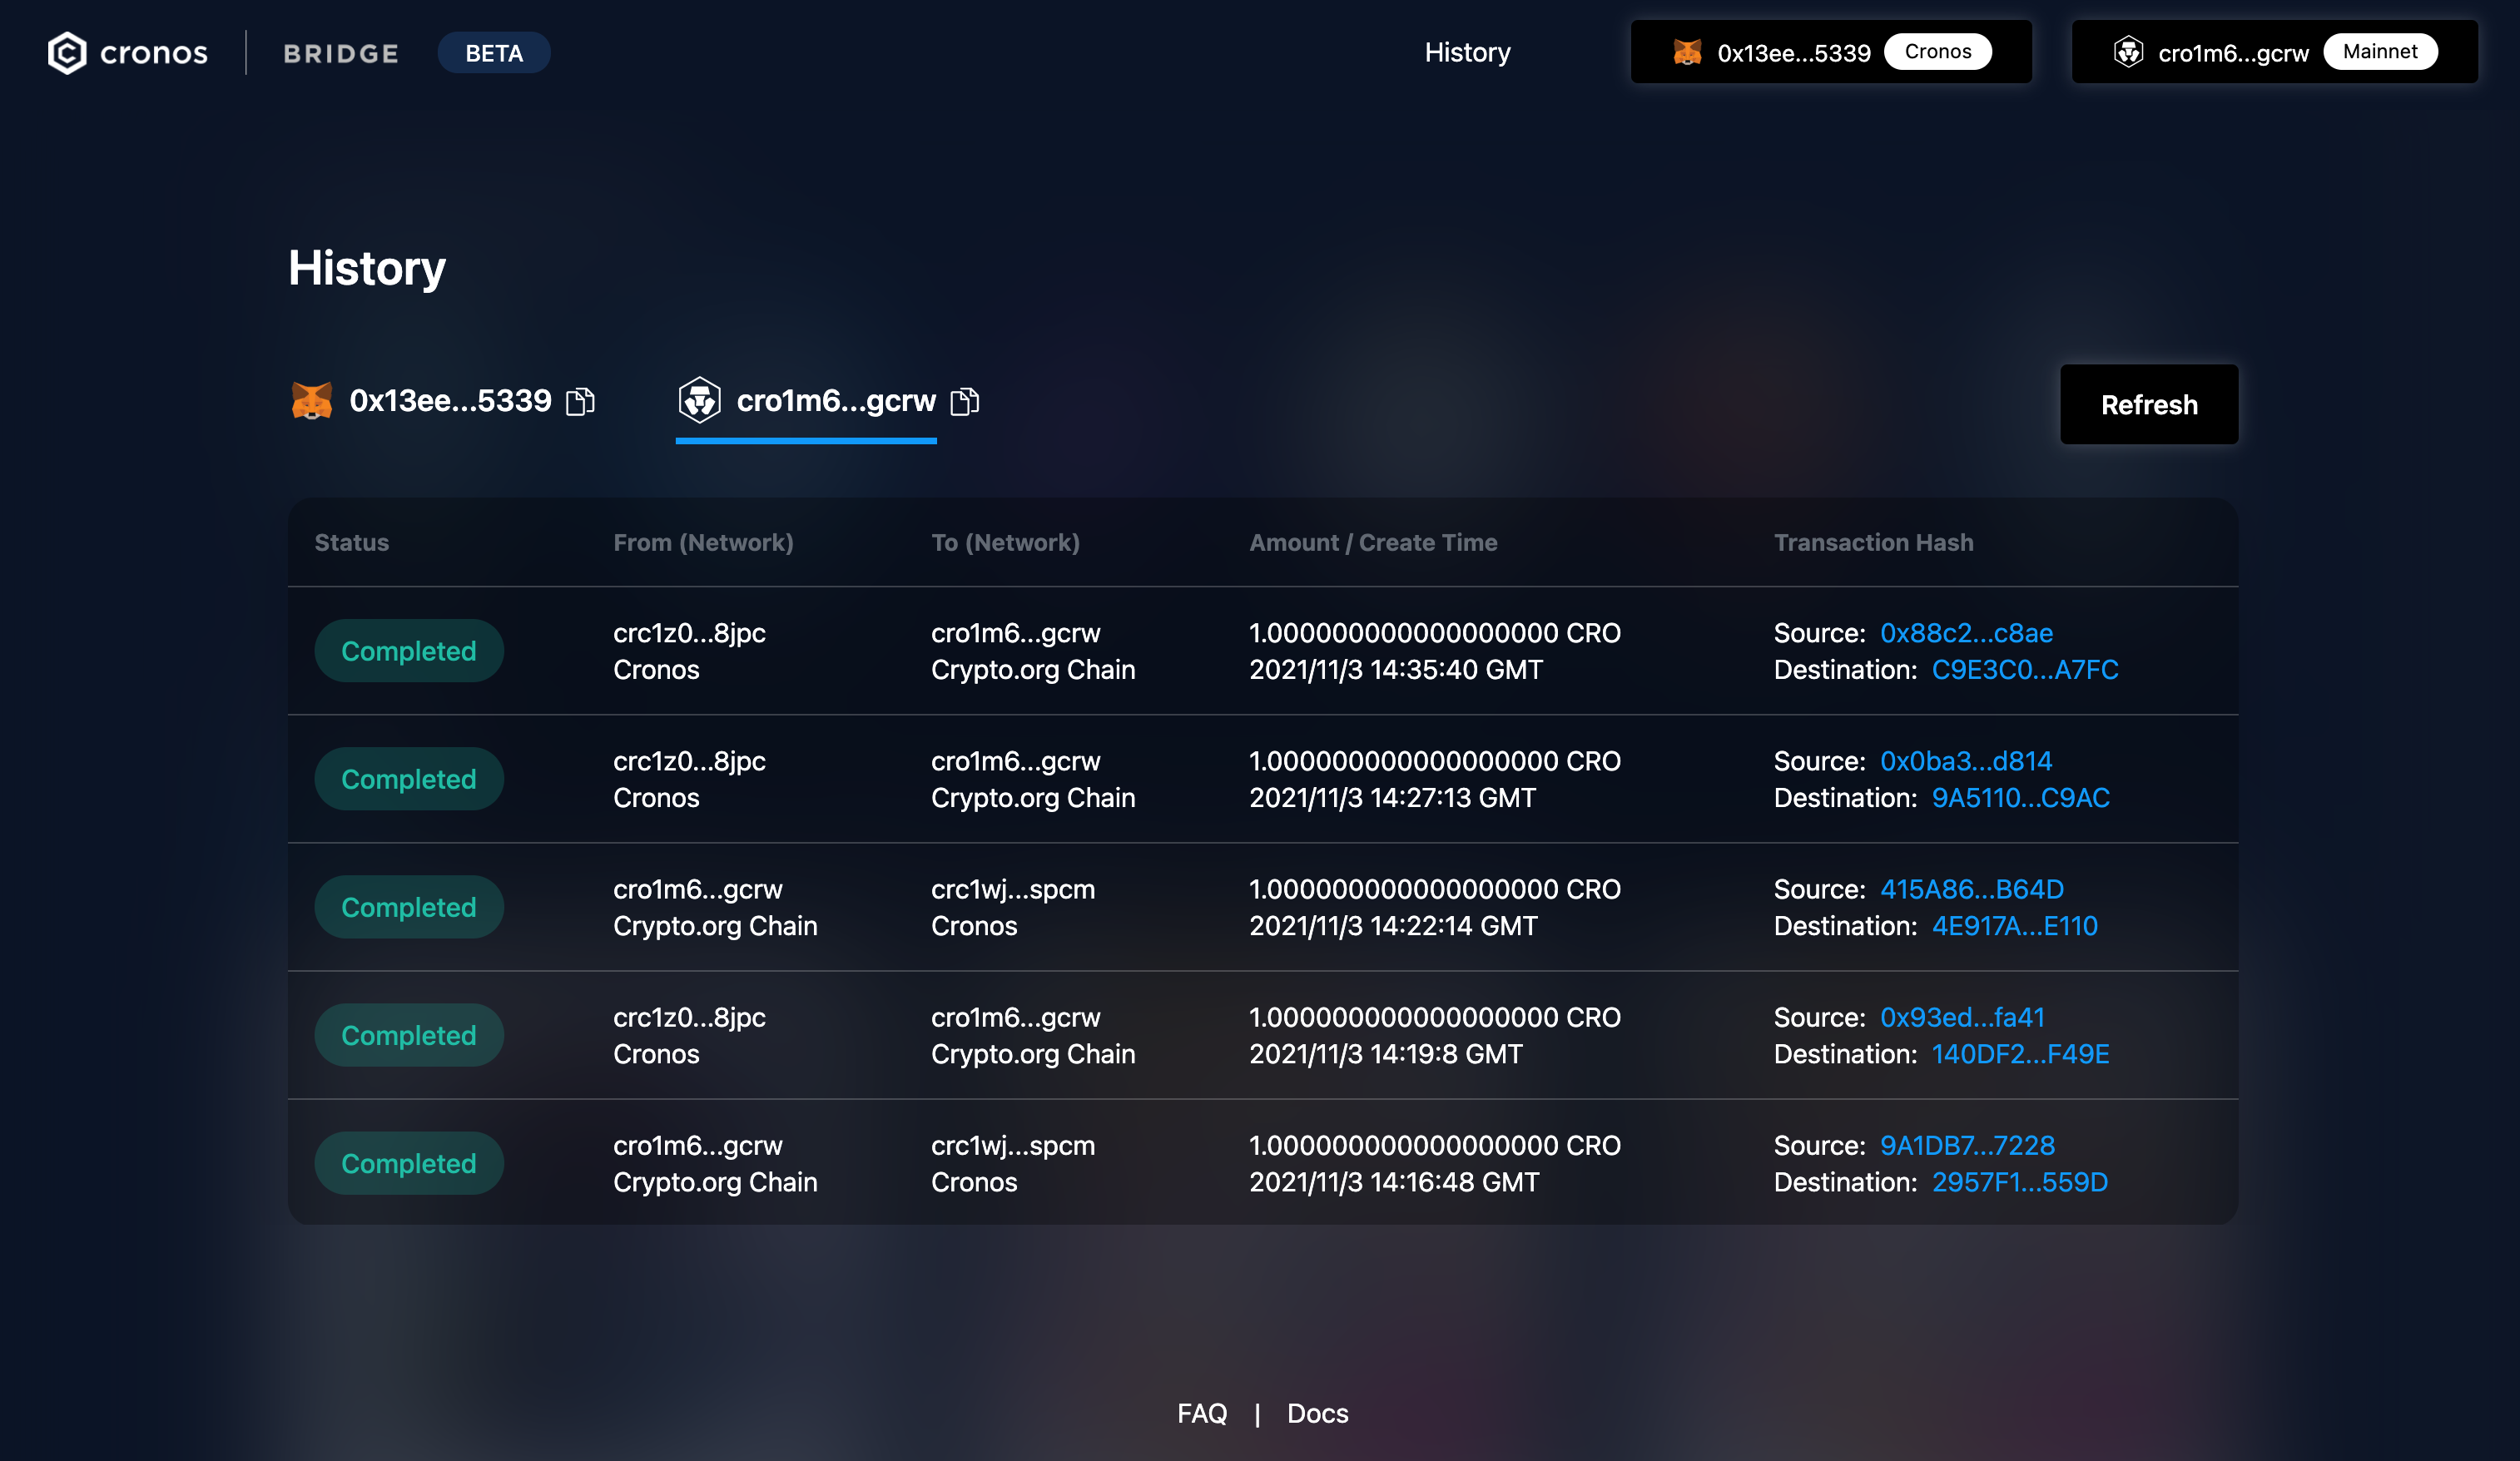 cronos BRIDGE BETA History 0x13ee...5339 Cronos cro1m6...gcrw Mainnet
History
0x13ee...5339 cro1m6...gcrw Refresh
Status From (Network) To (Network) Amount / Create Time Transaction Hash
Completed
crc1z0...8jpc cro1m6...gcrw 1.000000000000000000 CRO Source: 0x88c2...c8ae
Cronos Crypto.org Chain 2021/11/3 14:35:40 GMT Destination: C9E3C0...A7FC
Completed
crc1z0...8jpc cro1m6...gcrw 1.000000000000000000 CRO Source: 0x0ba3...d814
Cronos Crypto.org Chain 2021/11/3 14:27:13 GMT Destination: 9A5110...C9AC
Completed
cro1m6...gcrw crc1wj...spcm 1.000000000000000000 CRO Source: 415A86...B64D
Crypto.org Chain Cronos 2021/11/3 14:22:14 GMT Destination: 4E917A...E110
Completed
crc1z0...8jpc cro1m6...gcrw 1.000000000000000000 CRO Source: 0x93ed...fa41
Cronos Crypto.org Chain 2021/11/3 14:19:8 GMT Destination: 140DF2...F49E
Completed
cro1m6...gcrw crc1wj...spcm 1.000000000000000000 CRO Source: 9A1DB7...7228
Crypto.org Chain Cronos 2021/11/3 14:16:48 GMT Destination: 2957F1...559D
FAQ | Docs